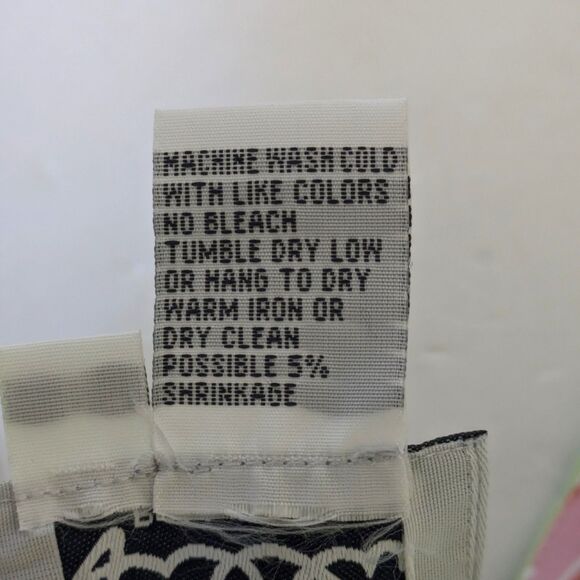 MACHINE WASH COLD
WITH LIKE COLORS
NO BLEACH
TUMBLE DRY LOW
OR HANG TO DRY
WARM IRON OR
DRY CLEAN
POSSIBLE 5%
SHRINKAGE